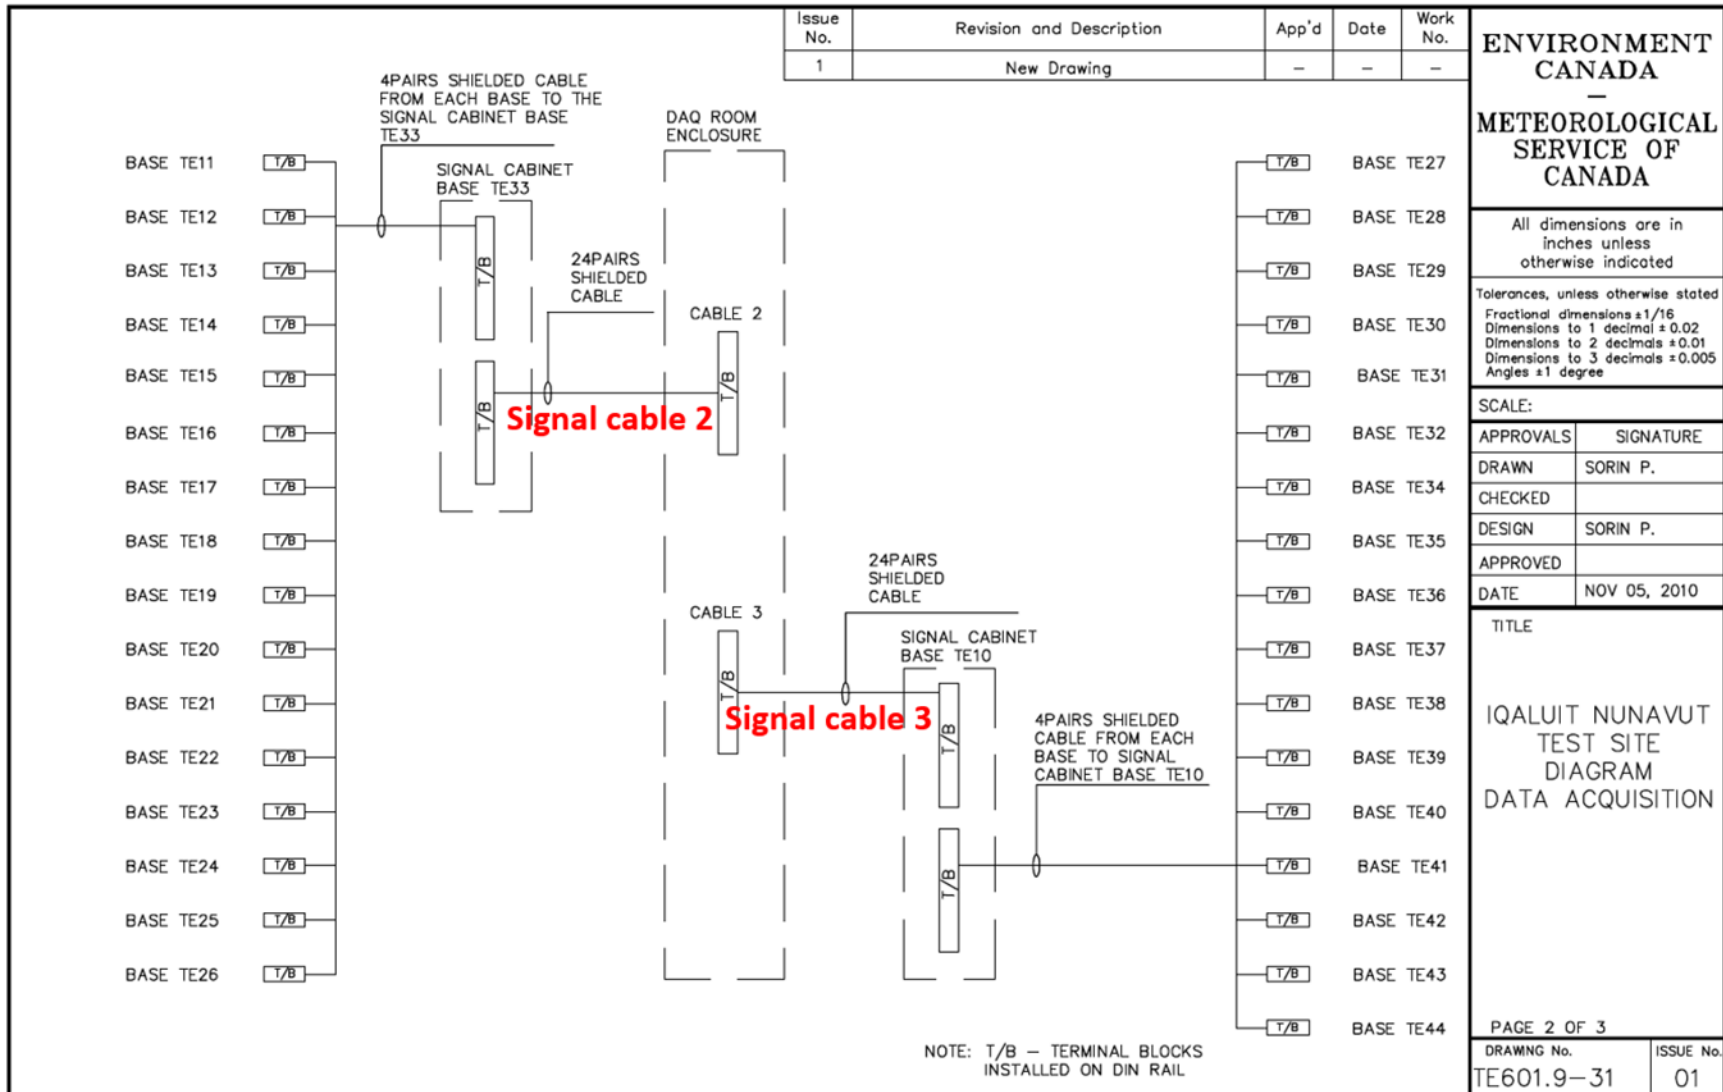 Issue No.
Revision and Description
App'd
Date
Work No.
1
New Drawing
–
–
–
4PAIRS SHIELDED CABLE
FROM EACH BASE TO THE
SIGNAL CABINET BASE
TE33
DAQ ROOM
ENCLOSURE
SIGNAL CABINET
BASE TE33
24PAIRS
SHIELDED
CABLE
CABLE 2
T/B
T/B
T/B
Signal cable 2
BASE TE11 T/B
BASE TE12 T/B
BASE TE13 T/B
BASE TE14 T/B
BASE TE15 T/B
BASE TE16 T/B
BASE TE17 T/B
BASE TE18 T/B
BASE TE19 T/B
BASE TE20 T/B
BASE TE21 T/B
BASE TE22 T/B
BASE TE23 T/B
BASE TE24 T/B
BASE TE25 T/B
BASE TE26 T/B
24PAIRS
SHIELDED
CABLE
CABLE 3
SIGNAL CABINET
BASE TE10
T/B
T/B
T/B
Signal cable 3
4PAIRS SHIELDED
CABLE FROM EACH
BASE TO SIGNAL
CABINET BASE TE10
T/B BASE TE27
T/B BASE TE28
T/B BASE TE29
T/B BASE TE30
T/B BASE TE31
T/B BASE TE32
T/B BASE TE34
T/B BASE TE35
T/B BASE TE36
T/B BASE TE37
T/B BASE TE38
T/B BASE TE39
T/B BASE TE40
T/B BASE TE41
T/B BASE TE42
T/B BASE TE43
T/B BASE TE44
NOTE: T/B – TERMINAL BLOCKS
INSTALLED ON DIN RAIL
ENVIRONMENT
CANADA
–
METEOROLOGICAL
SERVICE OF
CANADA
All dimensions are in
inches unless
otherwise indicated
Tolerances, unless otherwise stated
Fractional dimensions ±1/16
Dimensions to 1 decimal ±0.02
Dimensions to 2 decimals ±0.01
Dimensions to 3 decimals ±0.005
Angles ±1 degree
SCALE:
APPROVALS SIGNATURE
DRAWN SORIN P.
CHECKED
DESIGN SORIN P.
APPROVED
DATE NOV 05, 2010
TITLE
IQALUIT NUNAVUT
TEST SITE
DIAGRAM
DATA ACQUISITION
PAGE 2 OF 3
DRAWING No.
TE601.9–31
ISSUE No.
01